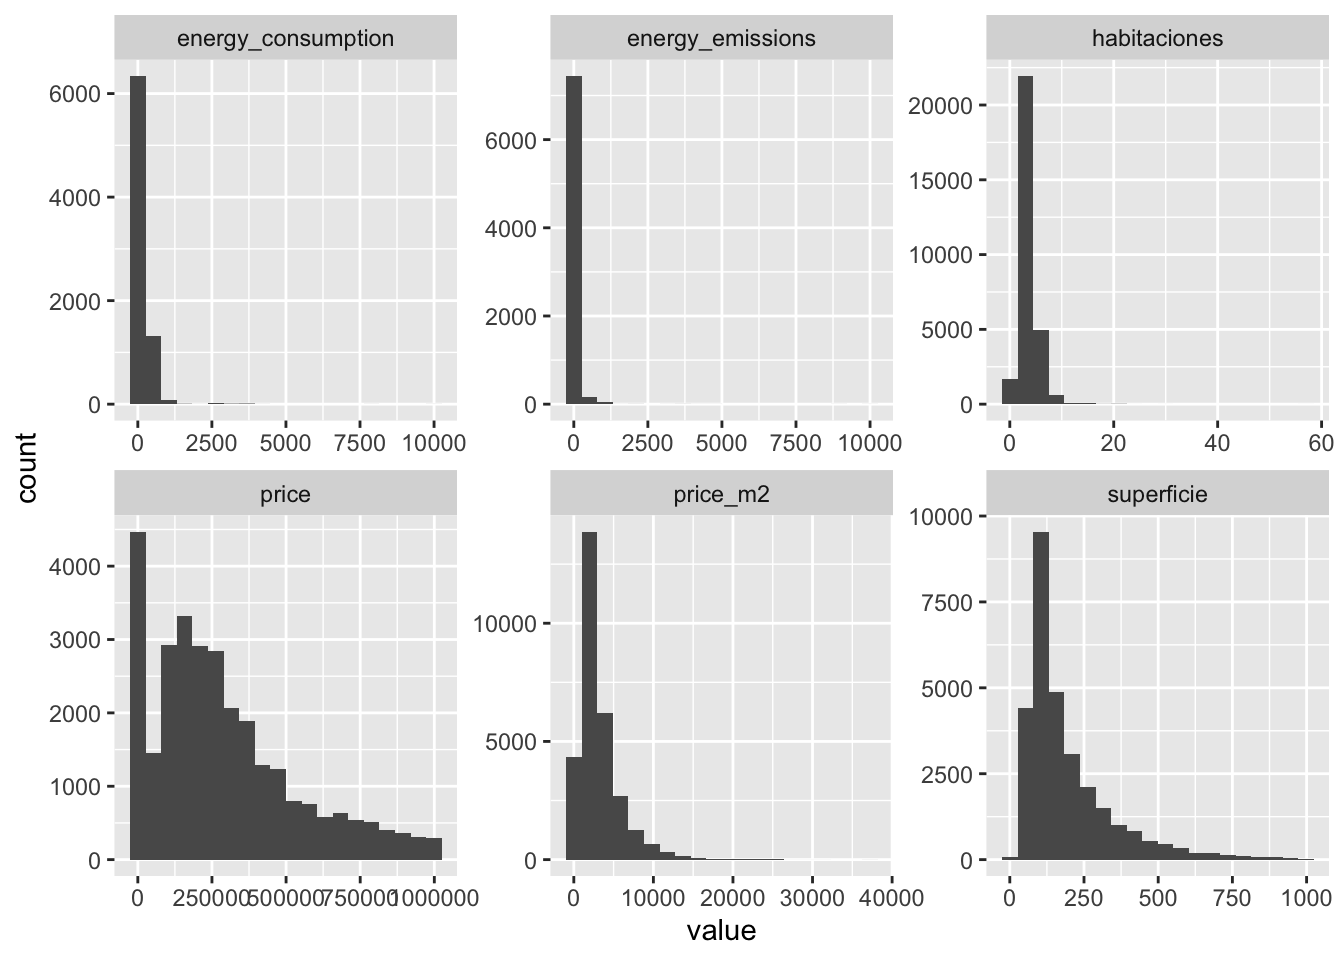 energy_consumption
energy_emissions
habitaciones
6000
4000
2000
0
6000
4000
2000
0
20000
15000
10000
5000
0
0 2500 5000 7500 10000
0 2500 5000 7500 10000
0 20 40 60
count
price
price_m2
superficie
4000
3000
2000
1000
0
10000
5000
0
10000
7500
5000
2500
0
0 250000 500000 750000 1000000
0 10000 20000 30000 40000
0 250 500 750 1000
value